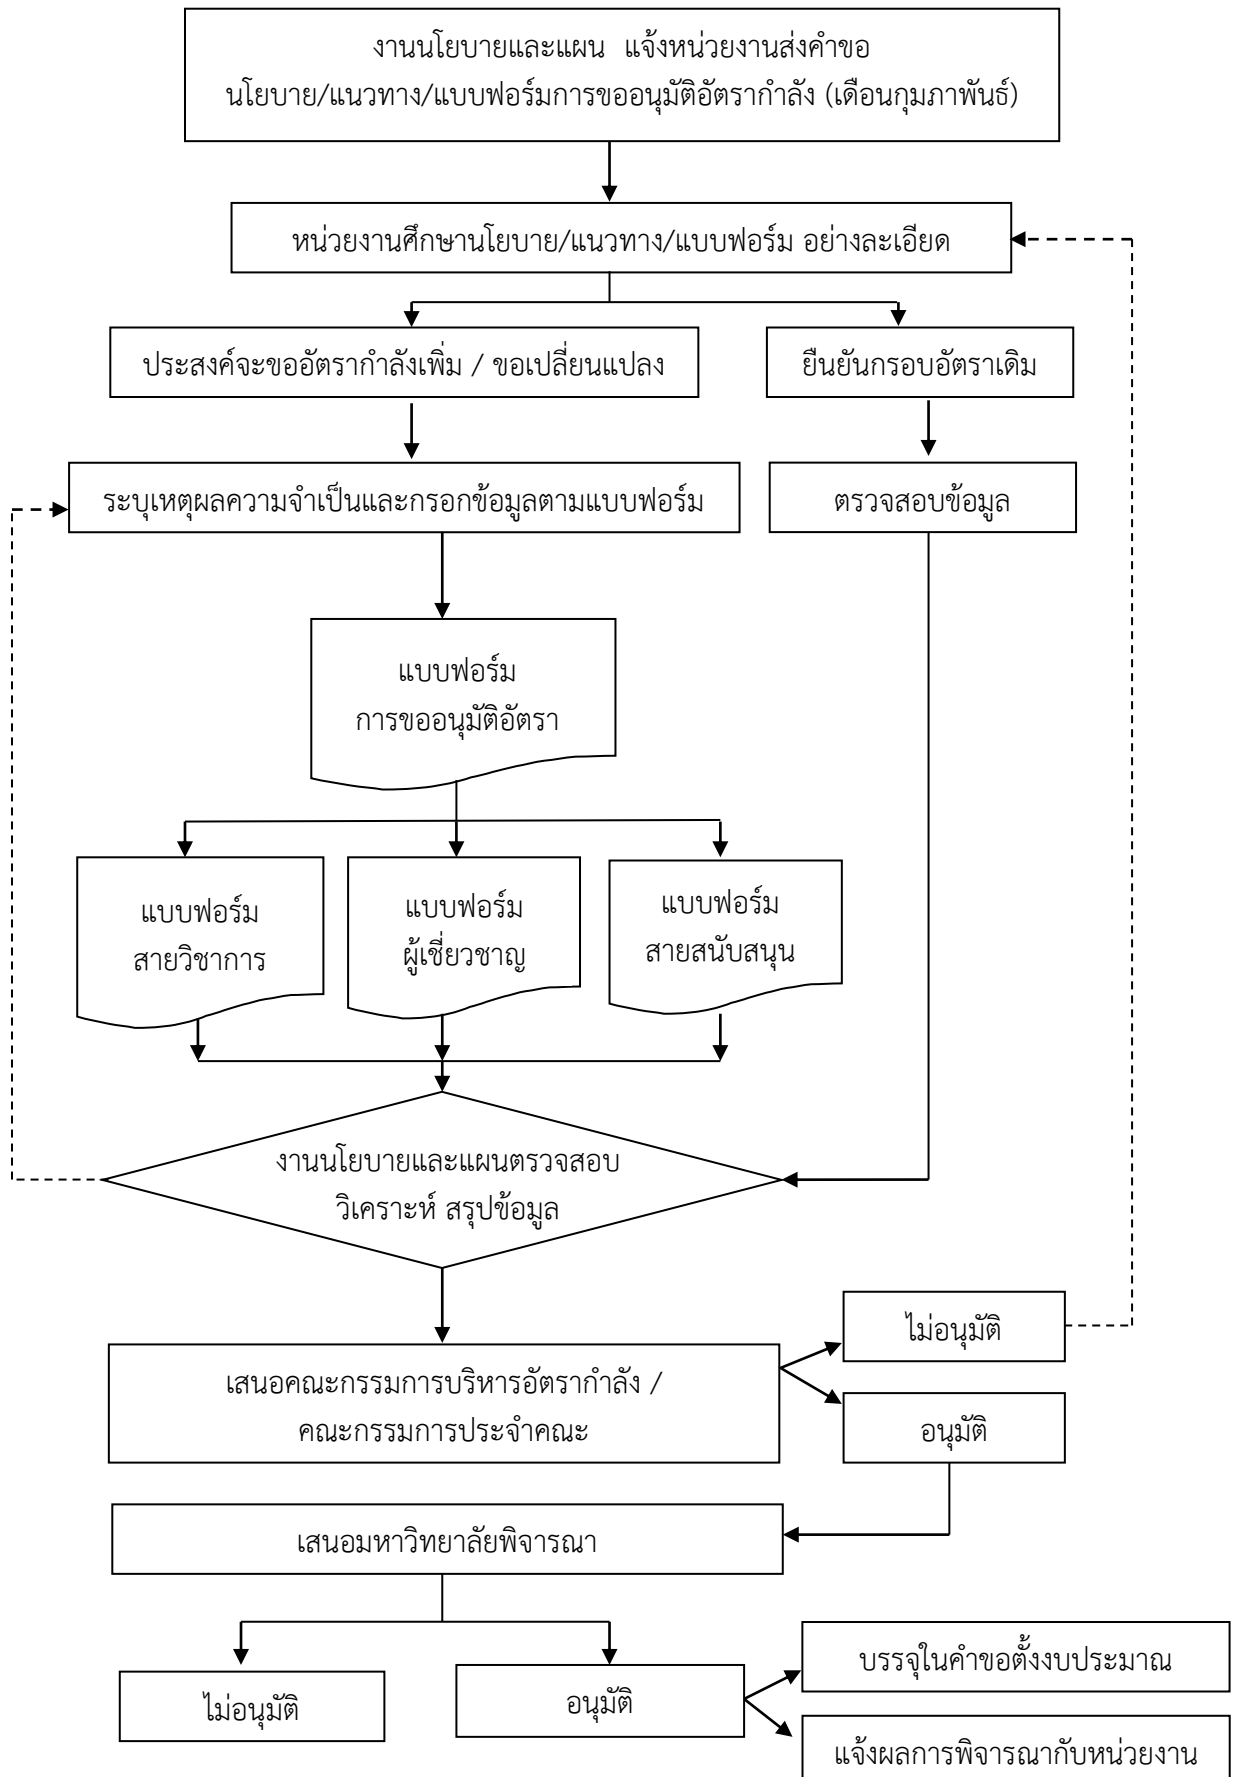 งานนโยบายและแผน แจ้งหน่วยงานส่งคำขอ
นโยบาย/แนวทาง/แบบฟอร์มการขออนุมัติอัตรากำลัง (เดือนกุมภาพันธ์)
หน่วยงานศึกษานโยบาย/แนวทาง/แบบฟอร์ม อย่างละเอียด
ประสงค์จะขออัตรากำลังเพิ่ม / ขอเปลี่ยนแปลง
ยืนยันกรอบอัตราเดิม
ระบุเหตุผลความจำเป็นและกรอกข้อมูลตามแบบฟอร์ม
ตรวจสอบข้อมูล
แบบฟอร์ม
การขออนุมัติอัตรา
แบบฟอร์ม
สายวิชาการ
แบบฟอร์ม
ผู้เชี่ยวชาญ
แบบฟอร์ม
สายสนับสนุน
งานนโยบายและแผนตรวจสอบ
วิเคราะห์ สรุปข้อมูล
ไม่อนุมัติ
เสนอคณะกรรมการบริหารอัตรากำลัง /
คณะกรรมการประจำคณะ
อนุมัติ
เสนอมหาวิทยาลัยพิจารณา
ไม่อนุมัติ
อนุมัติ
บรรจุในคำขอตั้งงบประมาณ
แจ้งผลการพิจารณากับหน่วยงาน